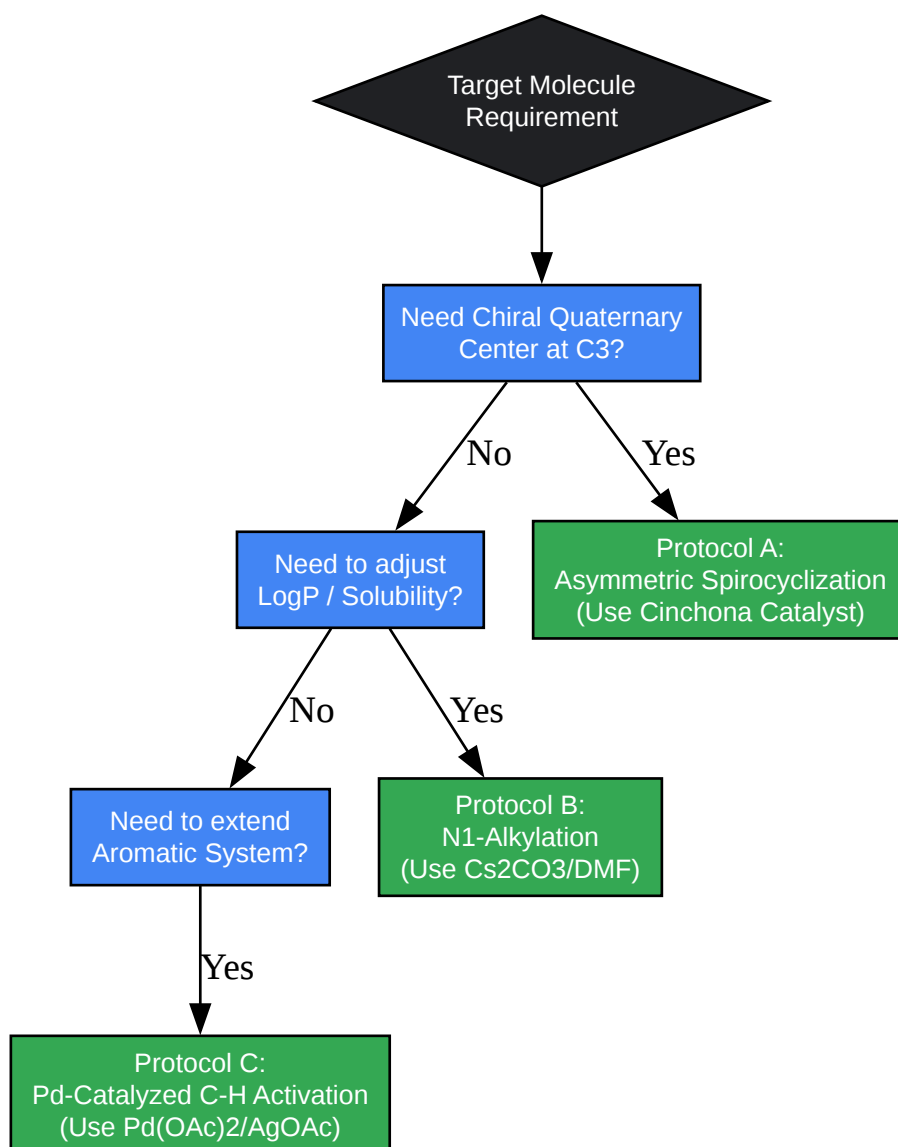 Target Molecule
Requirement
Need Chiral Quaternary
Center at C3?
No
Yes
Need to adjust
LogP / Solubility?
Protocol A:
Asymmetric Spirocyclization
(Use Cinchona Catalyst)
No
Yes
Need to extend
Aromatic System?
Protocol B:
N1-Alkylation
(Use Cs2CO3/DMF)
Yes
Protocol C:
Pd-Catalyzed C-H Activation
(Use Pd(OAc)2/AgOAc)